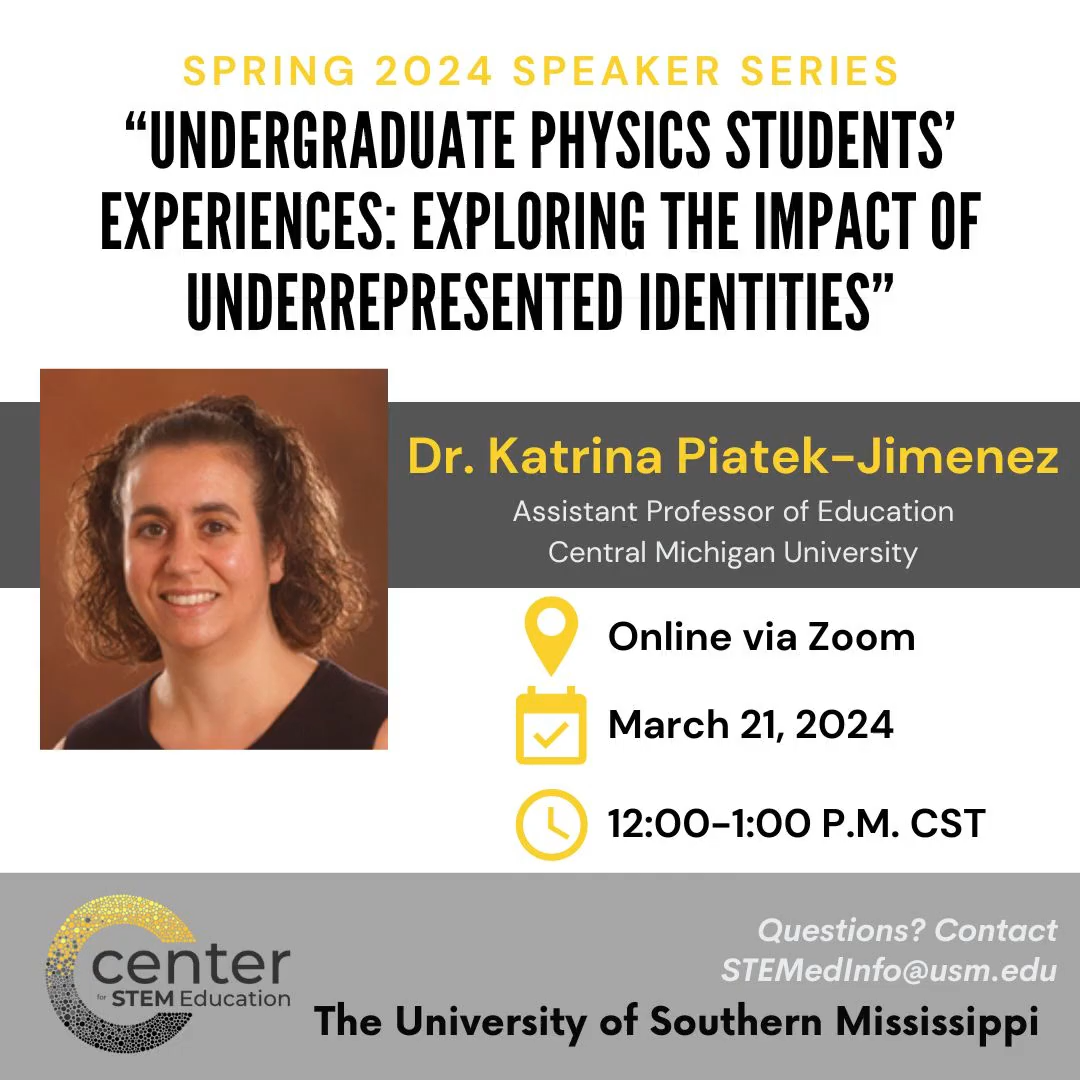 SPRING 2024 SPEAKER SERIES
“UNDERGRADUATE PHYSICS STUDENTS’
EXPERIENCES: EXPLORING THE IMPACT OF
UNDERREPRESENTED IDENTITIES”
Dr. Katrina Piatek-Jimenez
Assistant Professor of Education
Central Michigan University
Online via Zoom
March 21, 2024
12:00-1:00 P.M. CST
center
for STEM Education
Questions? Contact
STEMedInfo@usm.edu
The University of Southern Mississippi